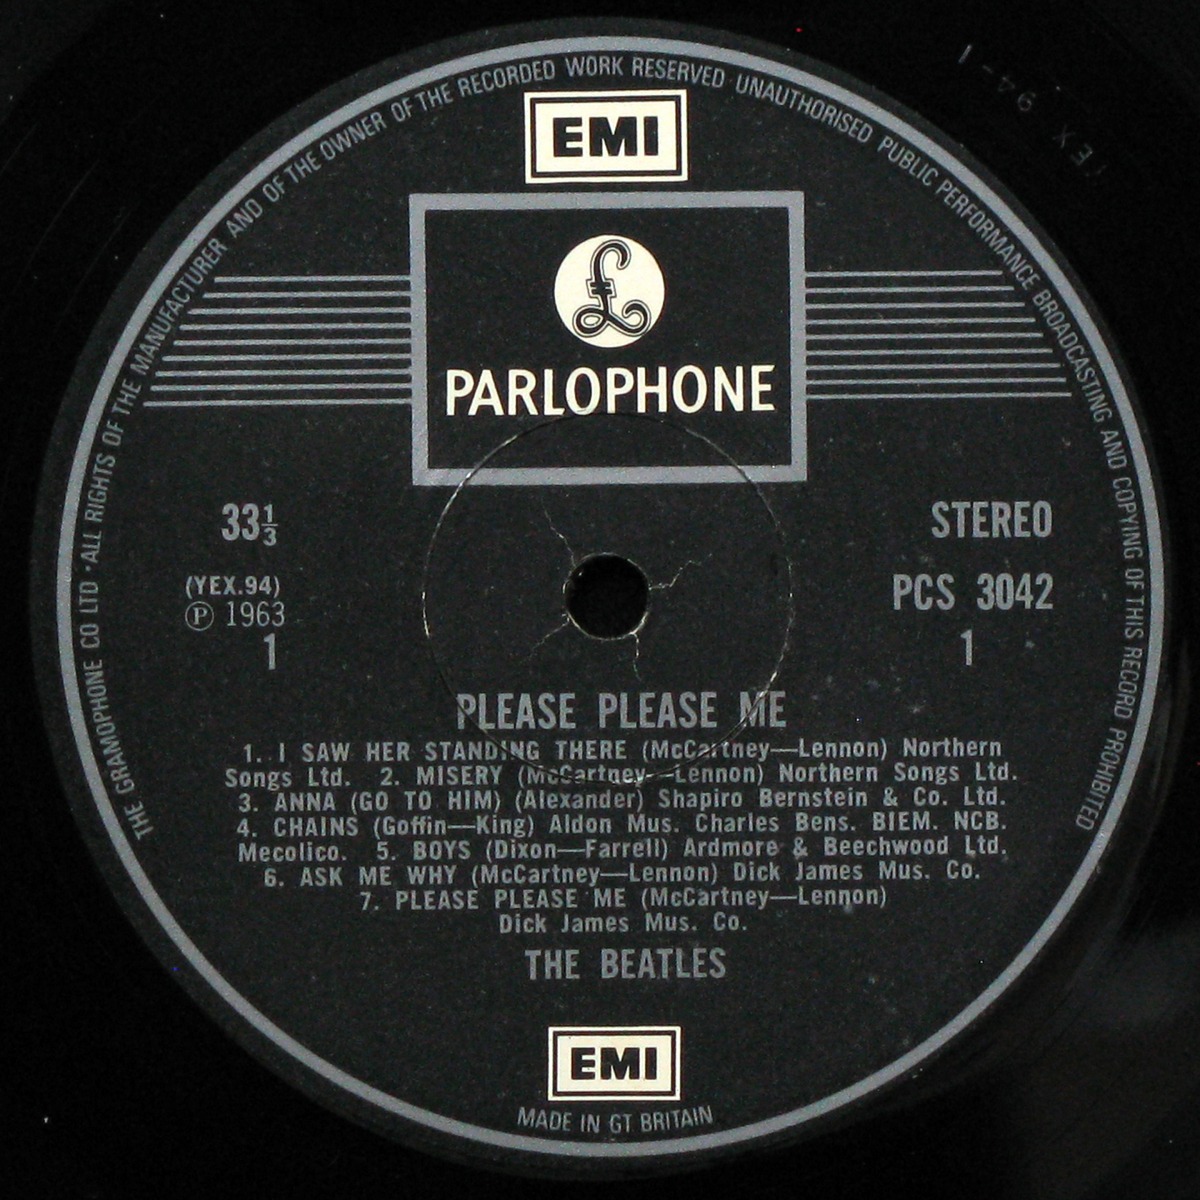 THE GRAMOPHONE CO LTD · ALL RIGHTS OF THE MANUFACTURER AND OF THE OWNER OF THE RECORDED WORK RESERVED UNAUTHORISED PUBLIC PERFORMANCE BROADCASTING AND COPYING OF THIS RECORD PROHIBITED
EMI
£
PARLOPHONE
33⅓
STEREO
(YEX.94)
PCS 3042
Ⓟ 1963
1
1
PLEASE PLEASE ME
1. I SAW HER STANDING THERE (McCartney—Lennon) Northern
Songs Ltd. 2. MISERY (McCartney—Lennon) Northern Songs Ltd.
3. ANNA (GO TO HIM) (Alexander) Shapiro Bernstein & Co. Ltd.
4. CHAINS (Goffin—King) Aldon Mus. Charles Bens. BIEM. NCB.
Mecolico. 5. BOYS (Dixon—Farrell) Ardmore & Beechwood Ltd.
6. ASK ME WHY (McCartney—Lennon) Dick James Mus. Co.
7. PLEASE PLEASE ME (McCartney—Lennon)
Dick James Mus. Co.
THE BEATLES
EMI
MADE IN GT BRITAIN
YEX 94-1